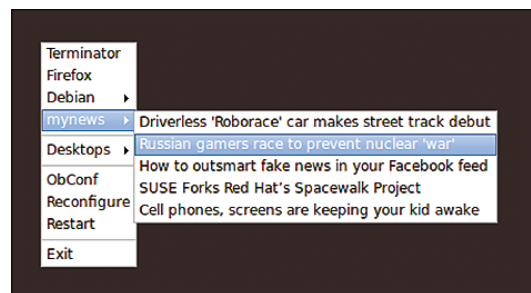 Terminator
Firefox
Debian
mynews
Desktops
ObConf
Reconfigure
Restart
Exit
Driverless 'Roborace' car makes street track debut
Russian gamers race to prevent nuclear 'war'
How to outsmart fake news in your Facebook feed
SUSE Forks Red Hat's Spacewalk Project
Cell phones, screens are keeping your kid awake